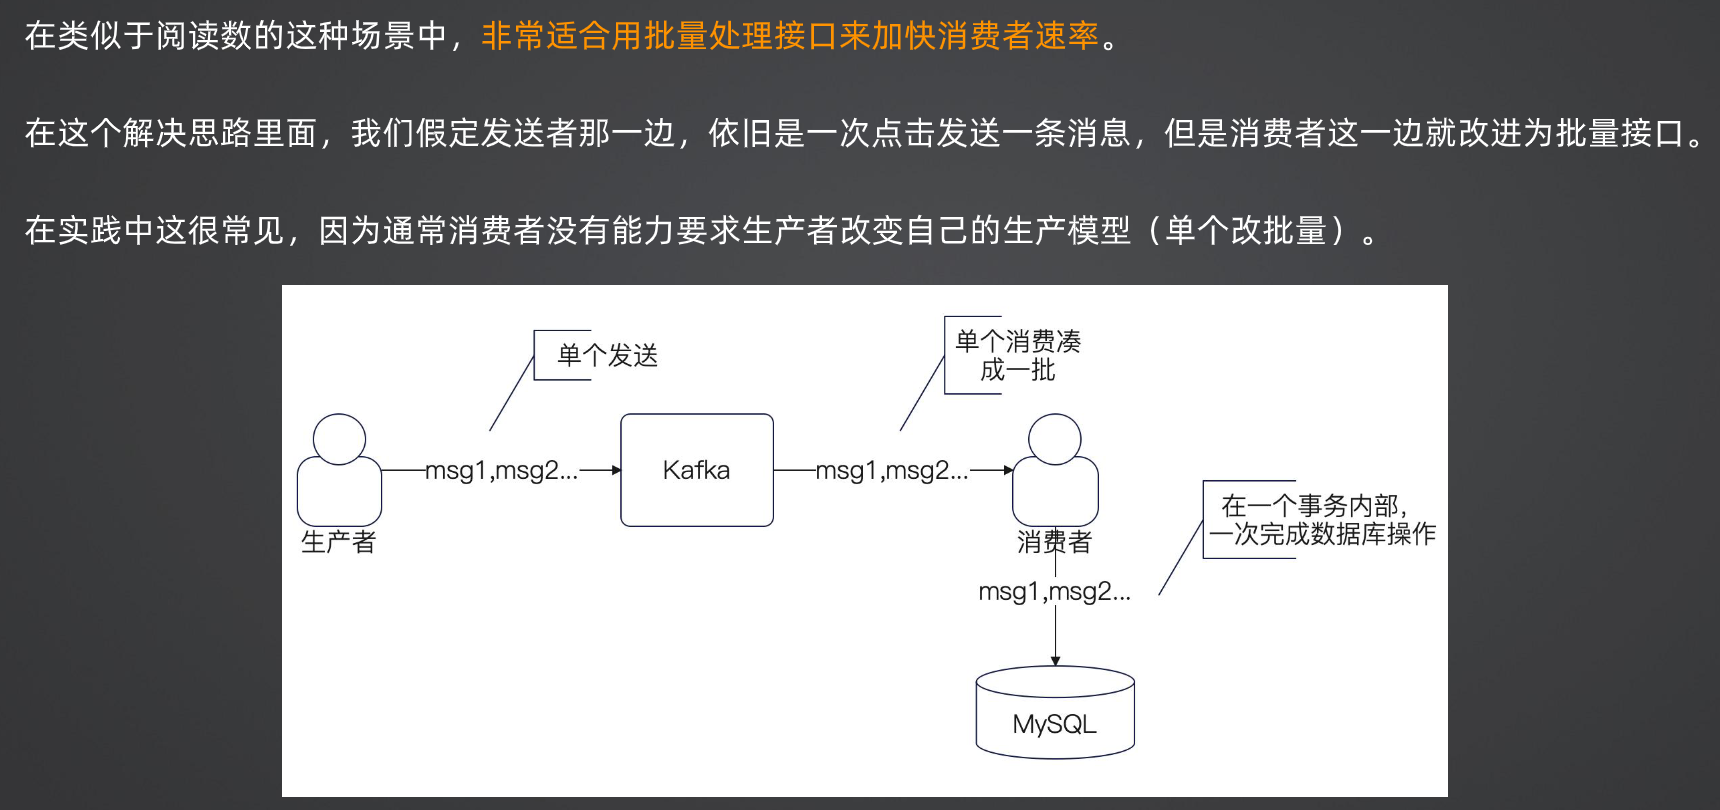 在类似于阅读数的这种场景中，非常适合用批量处理接口来加快消费者速率。
在这个解决思路里面，我们假定发送者那一边，依旧是一次点击发送一条消息，但是消费者这一边就改进为批量接口。
在实践中这很常见，因为通常消费者没有能力要求生产者改变自己的生产模型（单个改批量）。
单个发送
单个消费凑
成一批
msg1,msg2...
Kafka
msg1,msg2...
生产者
消费者
在一个事务内部，
一次完成数据库操作
msg1,msg2...
MySQL